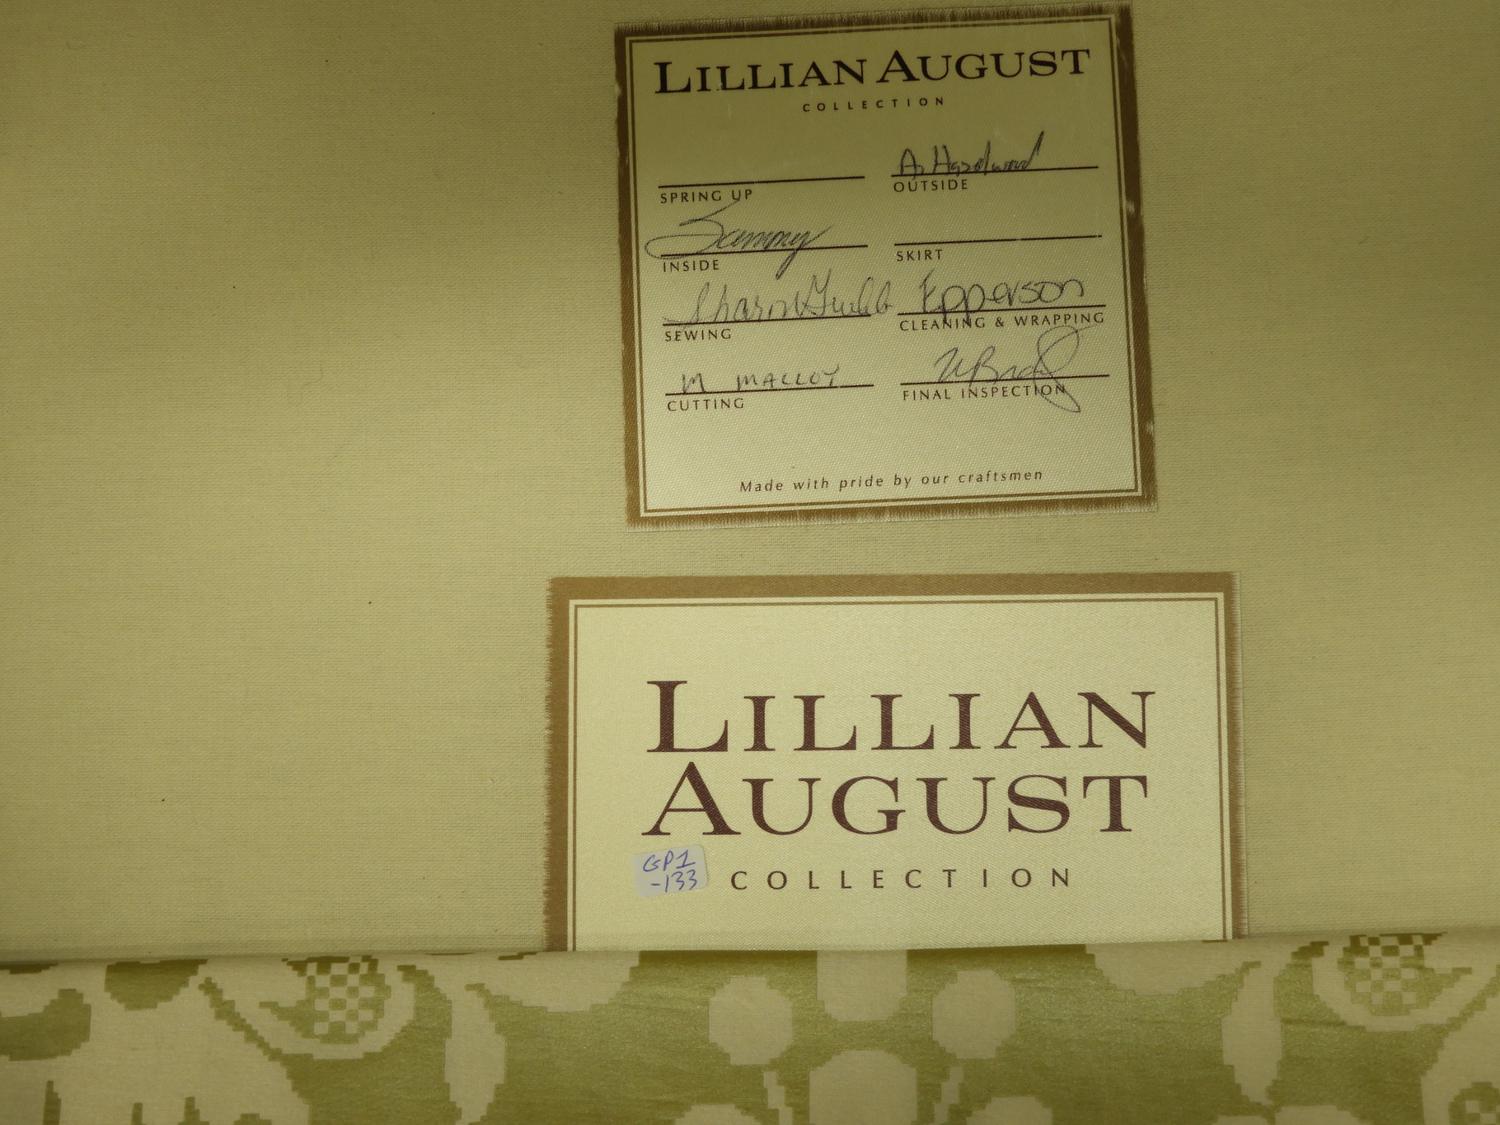 LILLIAN AUGUST
COLLECTION
SPRING UP
A. Hazelwood
OUTSIDE
Sammy
INSIDE
SKIRT
Sharon Grubb
SEWING
Epperson
CLEANING & WRAPPING
M MALLOY
CUTTING
FINAL INSPECTION
Made with pride by our craftsmen
LILLIAN
AUGUST
COLLECTION
GP1
-133